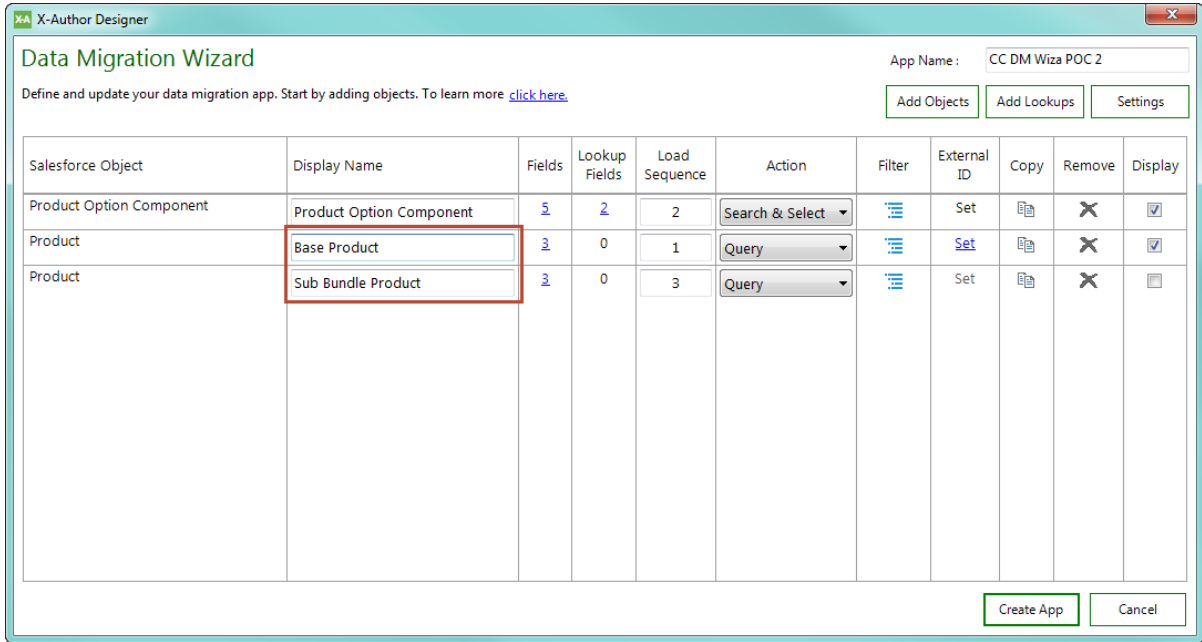 X-A X-Author Designer
Data Migration Wizard
App Name : CC DM Wiza POC 2
Define and update your data migration app. Start by adding objects. To learn more click here.
Add Objects Add Lookups Settings
Salesforce Object Display Name Fields Lookup Fields Load Sequence Action Filter External ID Copy Remove Display
Product Option Component Product Option Component 5 2 2 Search & Select Set
Product Base Product 3 0 1 Query Set
Product Sub Bundle Product 3 0 3 Query Set
Create App Cancel